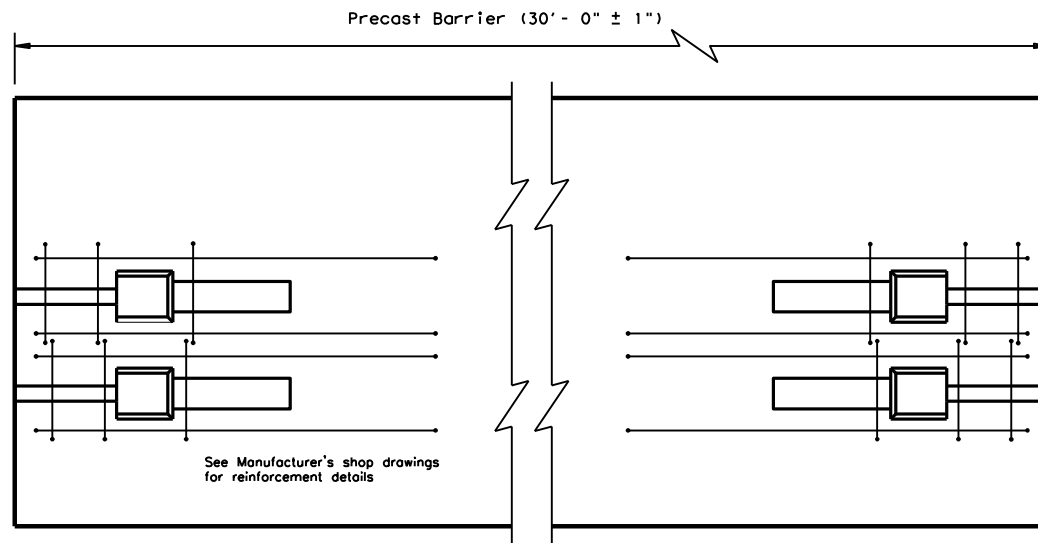 Precast Barrier (30'- 0" ± 1")
See Manufacturer's shop drawings
for reinforcement details